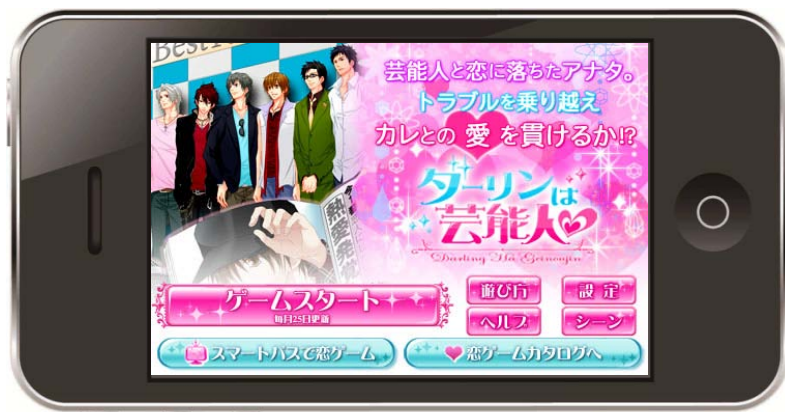 芸能人と恋に落ちたアナタ。
トラブルを乗り越え
カレとの 愛 を貫けるか!?
ダーリンは
芸能人
Darling Ha Geinoujin
ゲームスタート
毎月25日更新
遊び方
設定
ヘルプ
シーン
スマートパスで恋ゲーム
恋ゲームカタログへ